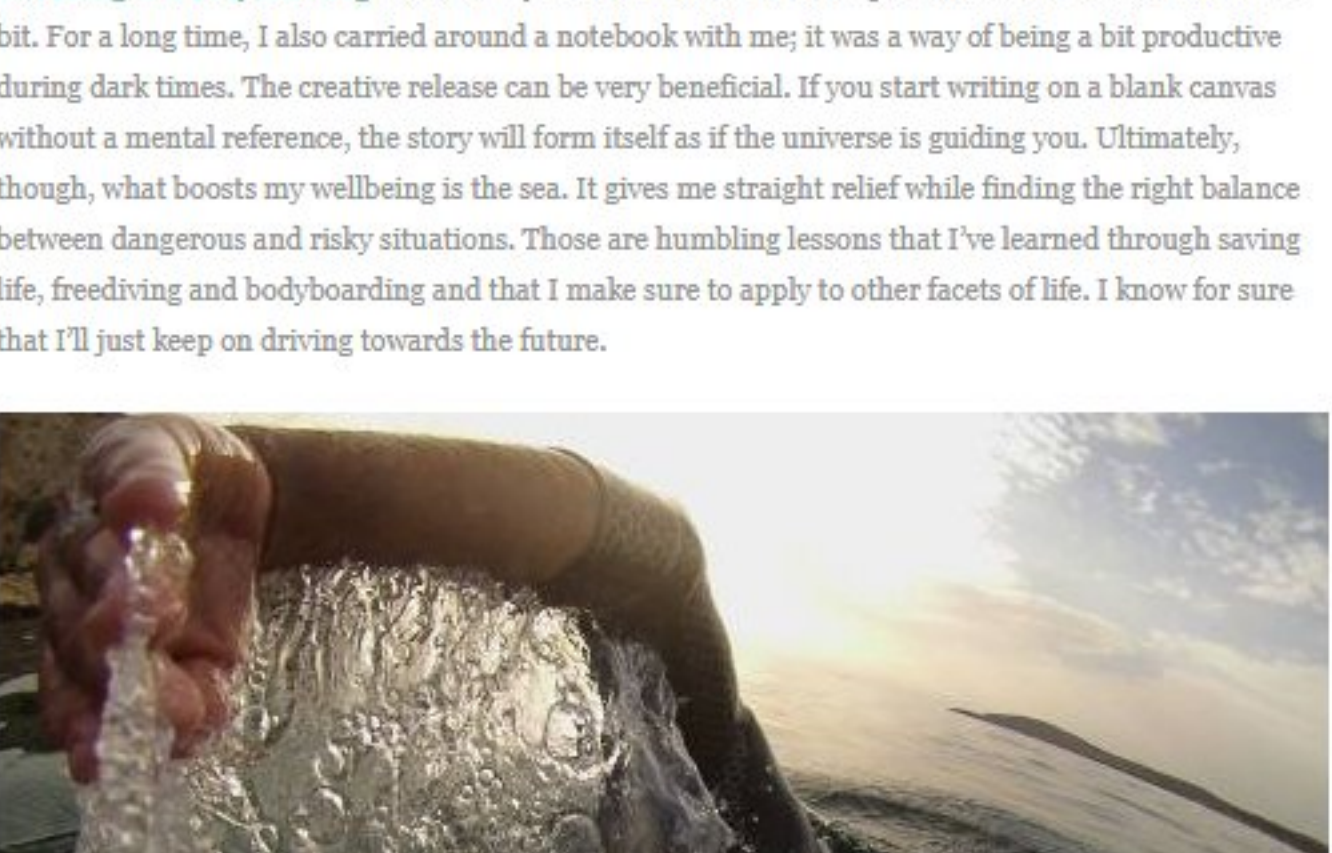 bit. For a long time, I also carried around a notebook with me; it was a way of being a bit productive
during dark times. The creative release can be very beneficial. If you start writing on a blank canvas
without a mental reference, the story will form itself as if the universe is guiding you. Ultimately,
though, what boosts my wellbeing is the sea. It gives me straight relief while finding the right balance
between dangerous and risky situations. Those are humbling lessons that I’ve learned through saving
life, freediving and bodyboarding and that I make sure to apply to other facets of life. I know for sure
that I’ll just keep on driving towards the future.